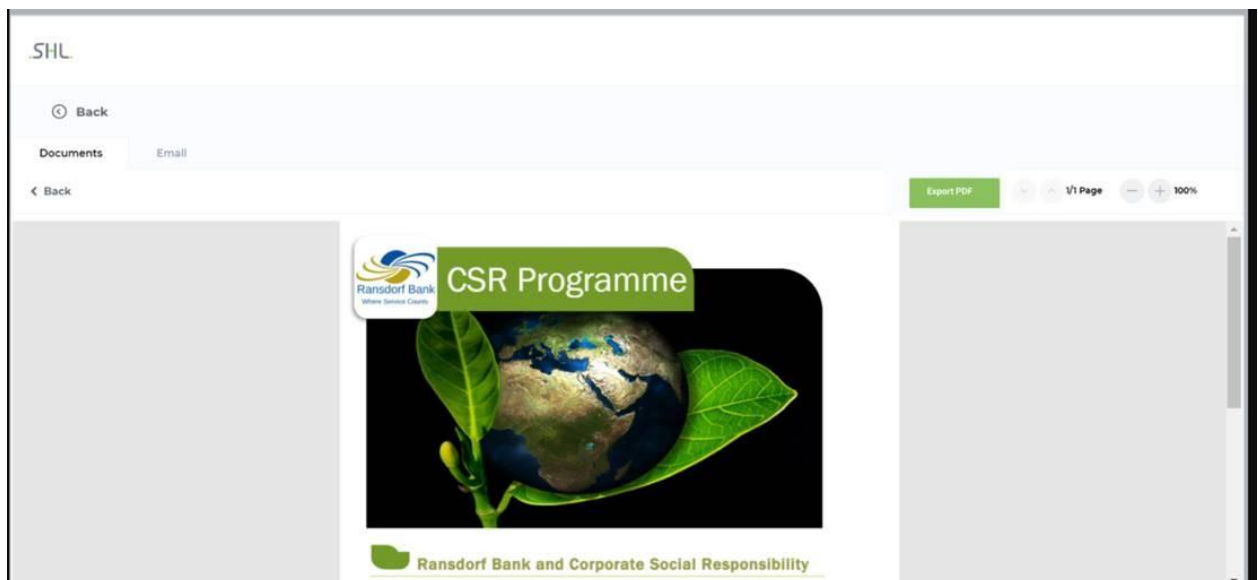 SHL
Back
Documents Email
Back
Export PDF 1/1 Page 100%
CSR Programme
Ransdorf Bank
Where Service Counts
Ransdorf Bank and Corporate Social Responsibility